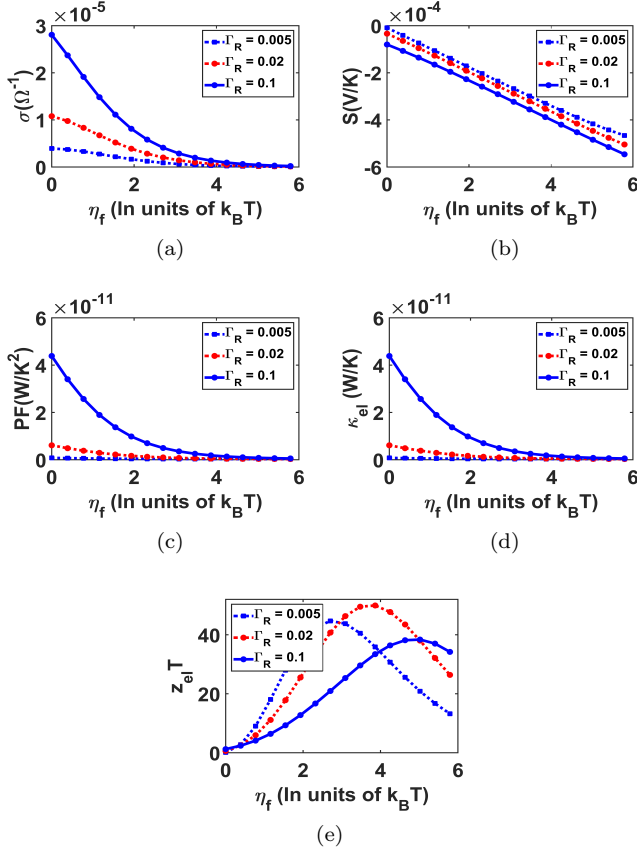 ×10⁻⁵
3
2
1
0
σ(Ω⁻¹)
Γ_R = 0.005
Γ_R = 0.02
Γ_R = 0.1
0 2 4 6
η_f (In units of k_BT)
(a)
×10⁻⁴
0
-2
-4
-6
S(V/K)
Γ_R = 0.005
Γ_R = 0.02
Γ_R = 0.1
0 2 4 6
η_f (In units of k_BT)
(b)
×10⁻¹¹
6
4
2
0
PF(W/K²)
Γ_R = 0.005
Γ_R = 0.02
Γ_R = 0.1
0 2 4 6
η_f (In units of k_BT)
(c)
×10⁻¹¹
6
4
2
0
κ_el (W/K)
Γ_R = 0.005
Γ_R = 0.02
Γ_R = 0.1
0 2 4 6
η_f (In units of k_BT)
(d)
40
20
0
z_elT
Γ_R = 0.005
Γ_R = 0.02
Γ_R = 0.1
0 2 4 6
η_f (In units of k_BT)
(e)